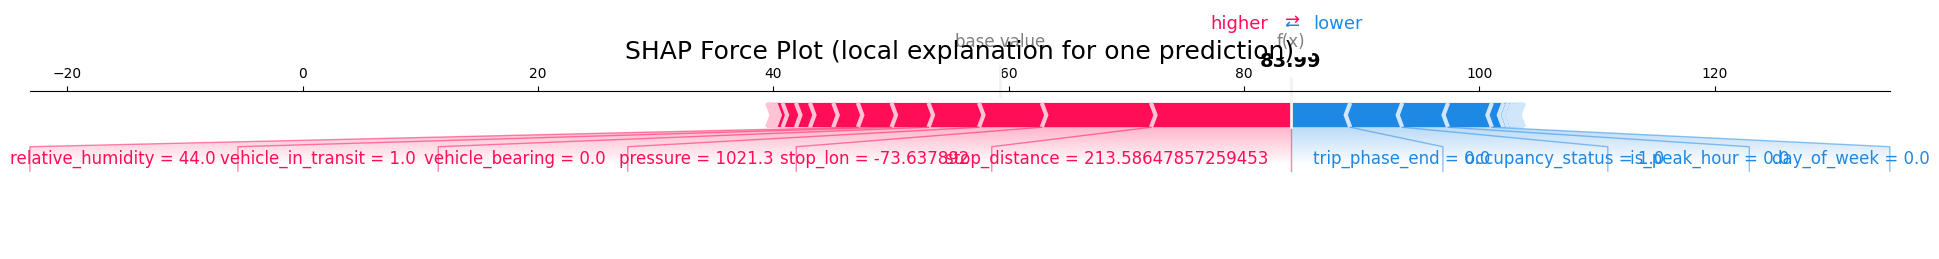 higher ⇄ lower
base value f(x)
SHAP Force Plot (local explanation for one prediction)
83.99
−20 0 20 40 60 80 100 120
relative_humidity = 44.0 vehicle_in_transit = 1.0 vehicle_bearing = 0.0 pressure = 1021.3 stop_lon = -73.637892 stop_distance = 213.58647857259453 trip_phase_end = 0.0 occupancy_status = 1.0 is_peak_hour = 0.0 day_of_week = 0.0